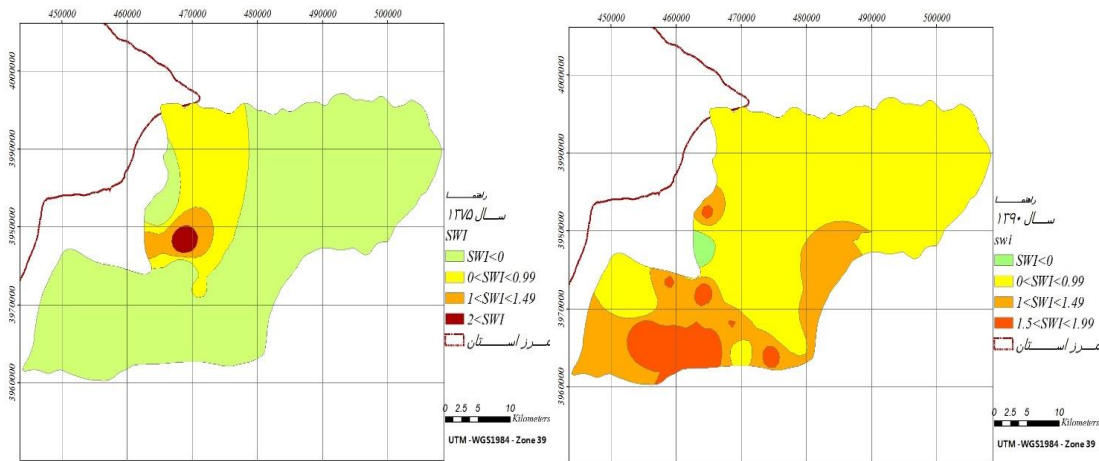 450000 460000 470000 480000 490000 500000
4000000
3990000
3950000
3970000
3960000
راهنما
سال ۱۳۷۵
SWI
SWI<0
0<SWI<0.99
1<SWI<1.49
2<SWI
مرز استان
0 2.5 5 10
Kilometers
UTM -WGS1984 - Zone 39
450000 460000 470000 480000 490000 500000
4000000
3990000
3950000
3970000
3960000
راهنما
سال ۱۳۹۰
swi
SWI<0
0<SWI<0.99
1<SWI<1.49
1.5<SWI<1.99
مرز استان
0 2.5 5 10
Kilometers
UTM -WGS1984 - Zone 39